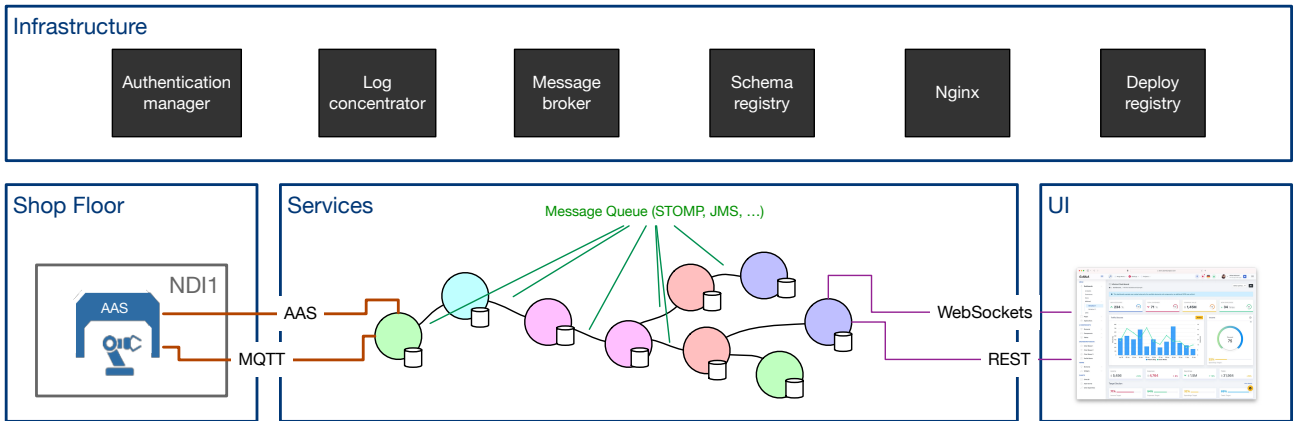 Infrastructure
Authentication
manager
Log
concentrator
Message
broker
Schema
registry
Nginx
Deploy
registry
Shop Floor
NDI1
AAS
Services
Message Queue (STOMP, JMS, …)
AAS
MQTT
WebSockets
REST
UI